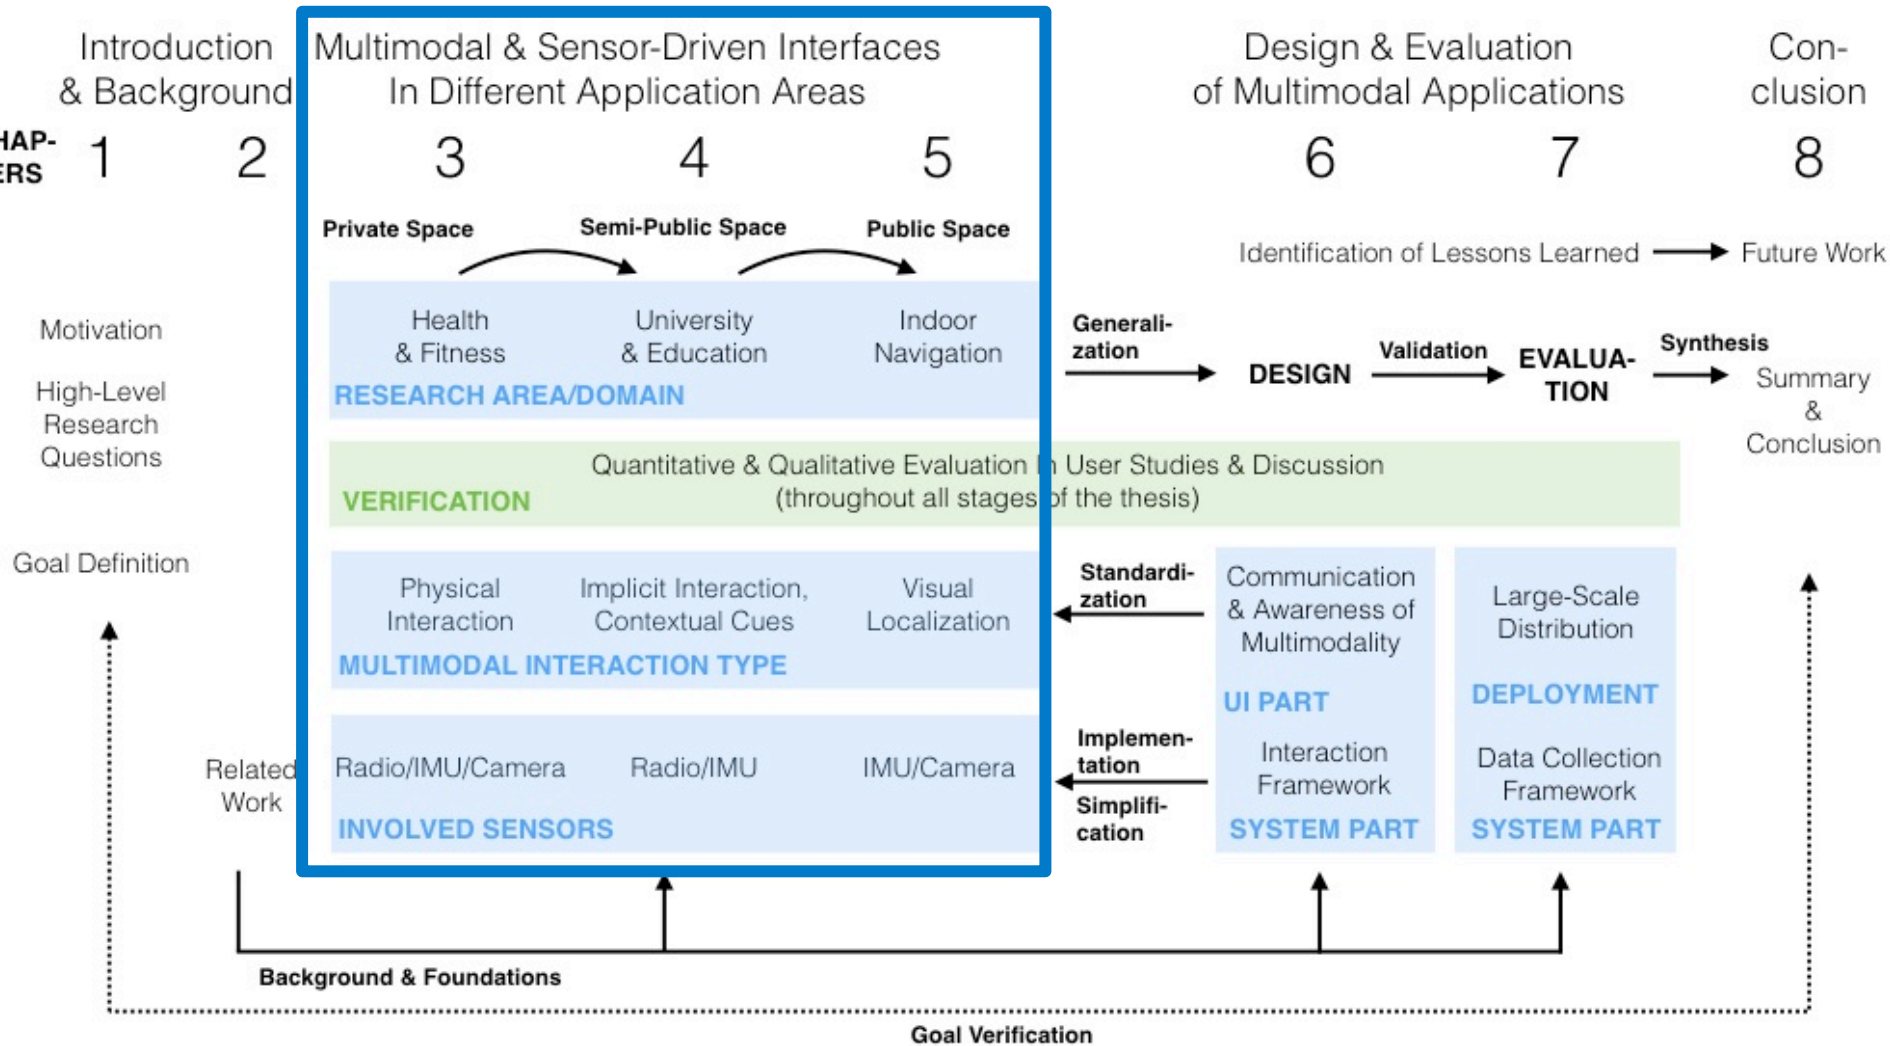 Introduction
& Background
Multimodal & Sensor-Driven Interfaces
In Different Application Areas
Design & Evaluation
of Multimodal Applications
Con-
clusion
HAP-
ERS
1
2
3
4
5
6
7
8
Private Space
Semi-Public Space
Public Space
Identification of Lessons Learned
Future Work
Motivation
High-Level
Research
Questions
Health
& Fitness
University
& Education
Indoor
Navigation
RESEARCH AREA/DOMAIN
Generali-
zation
DESIGN
Validation
EVALUA-
TION
Synthesis
Summary
&
Conclusion
Quantitative & Qualitative Evaluation In User Studies & Discussion
(throughout all stages of the thesis)
VERIFICATION
Goal Definition
Physical
Interaction
Implicit Interaction,
Contextual Cues
Visual
Localization
MULTIMODAL INTERACTION TYPE
Standardi-
zation
Communication
& Awareness of
Multimodality
UI PART
Large-Scale
Distribution
DEPLOYMENT
Related
Work
Radio/IMU/Camera
Radio/IMU
IMU/Camera
INVOLVED SENSORS
Implemen-
tation
Simplifi-
cation
Interaction
Framework
SYSTEM PART
Data Collection
Framework
SYSTEM PART
Background & Foundations
Goal Verification